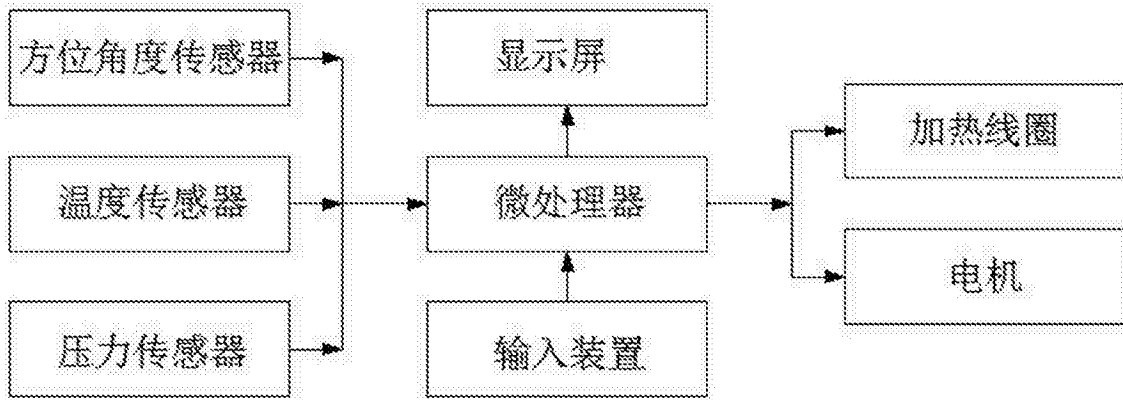 方位角度传感器
温度传感器
压力传感器
显示屏
微处理器
输入装置
加热线圈
电机